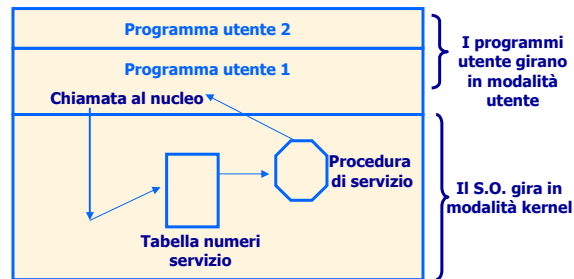 Programma utente 2
Programma utente 1
Chiamata al nucleo
I programmi
utente girano
in modalità
utente
Procedura
di servizio
Tabella numeri
servizio
Il S.O. gira in
modalità kernel